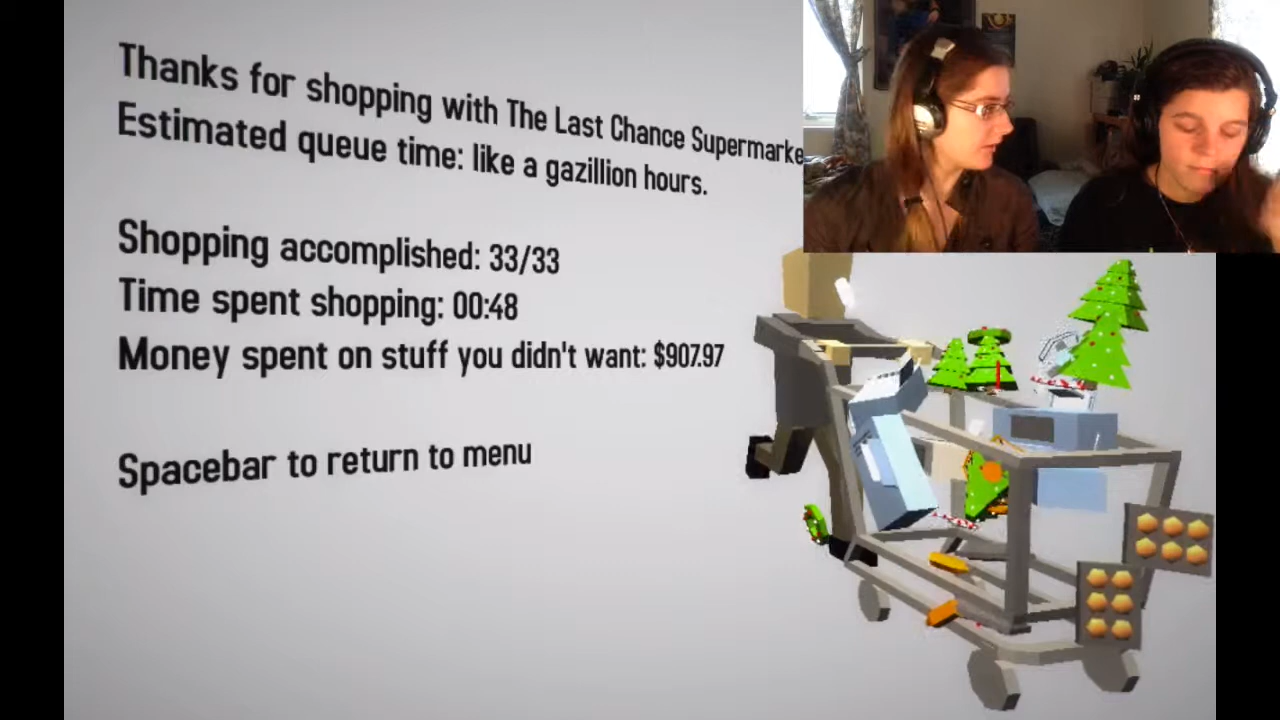 Thanks for shopping with The Last Chance Supermarke
Estimated queue time: like a gazillion hours.
Shopping accomplished: 33/33
Time spent shopping: 00:48
Money spent on stuff you didn't want: $907.97
Spacebar to return to menu